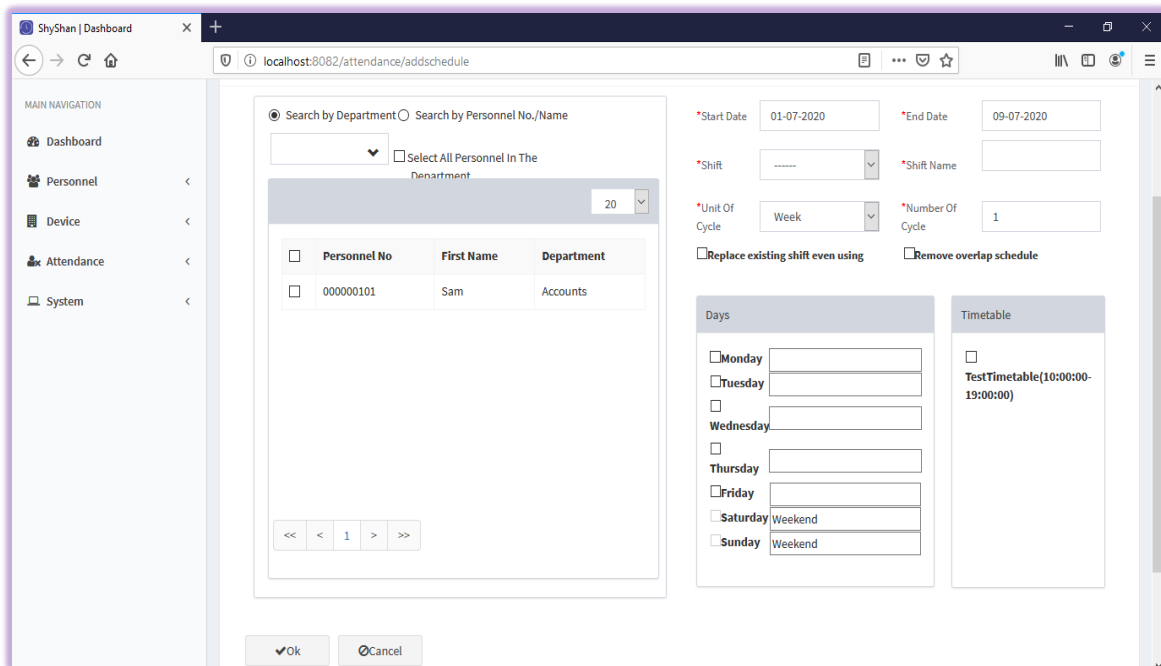 ShyShan | Dashboard
localhost:8082/attendance/addschedule
MAIN NAVIGATION
Dashboard
Personnel
Device
Attendance
System
Search by Department Search by Personnel No./Name
Select All Personnel In The
Department
20
Personnel No First Name Department
000000101 Sam Accounts
<< < 1 > >>
*Start Date 01-07-2020 *End Date 09-07-2020
*Shift ------ *Shift Name
*Unit Of
Cycle
Week
*Number Of
Cycle
1
Replace existing shift even using Remove overlap schedule
Days
Monday
Tuesday
Wednesday
Thursday
Friday
Saturday Weekend
Sunday Weekend
Timetable
TestTimetable(10:00:00-
19:00:00)
Ok Cancel